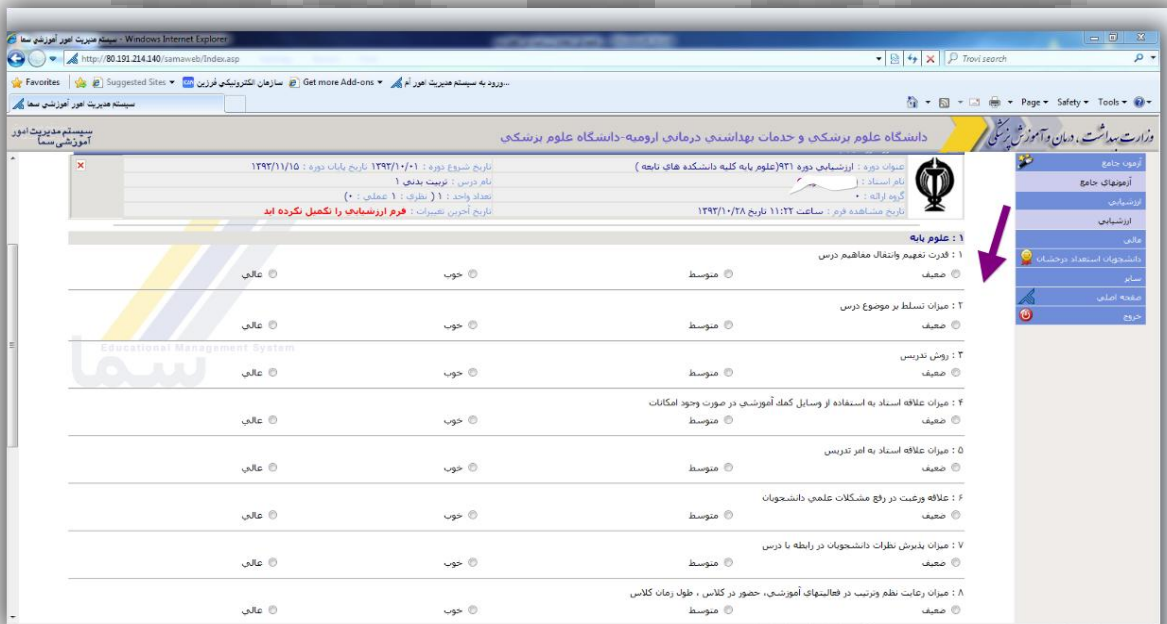 سیستم مدیریت امور آموزشی سما - Windows Internet Explorer
http://80.191.214.140/samaweb/Index.asp
Trovi search
Favorites
Suggested Sites
سازمان الکترونیکی فرزین
Get more Add-ons
ورود به سیستم مدیریت امور آم...
سیستم مدیریت امور آموزشی سما
Page Safety Tools
وزارت بهداشت ، درمان و آموزش پزشکی
دانشگاه علوم پزشکی و خدمات بهداشتی درمانی ارومیه-دانشگاه علوم پزشکی
سیستم مدیریت امور
آموزشی سما
آزمون جامع
آزمونهای جامع
ارزشیابی
ارزشیابی
مالی
دانشجویان استعداد درخشان
سایر
صفحه اصلی
خروج
عنوان دوره : ارزشیابی دوره ۹۳۱(علوم پایه کلیه دانشکده های تابعه )
تاریخ شروع دوره : ۱۳۹۳/۱۰/۰۱ تاریخ پایان دوره : ۱۳۹۳/۱۱/۱۵
نام استاد :
نام درس : تربیت بدنی ۱
گروه ارائه : ۰
تعداد واحد : ۱ ( نظری : ۱ عملی : ۰)
تاریخ مشاهده فرم : ساعت ۱۱:۲۲ تاریخ ۱۳۹۳/۱۰/۲۸
تاریخ آخرین تغییرات : فرم ارزشیابی را تکمیل نکرده اید
۱ : علوم پایه
۱ : قدرت تفهیم وانتقال مفاهیم درس
ضعیف متوسط خوب عالی
۲ : میزان تسلط بر موضوع درس
ضعیف متوسط خوب عالی
۳ : روش تدریس
ضعیف متوسط خوب عالی
۴ : میزان علاقه استاد به استفاده از وسایل کمك آموزشی در صورت وجود امکانات
ضعیف متوسط خوب عالی
۵ : میزان علاقه استاد به امر تدریس
ضعیف متوسط خوب عالی
۶ : علاقه ورغبت در رفع مشکلات علمی دانشجویان
ضعیف متوسط خوب عالی
۷ : میزان پذیرش نظرات دانشجویان در رابطه با درس
ضعیف متوسط خوب عالی
۸ : میزان رعایت نظم وترتیب در فعالیتهای آموزشی، حضور در کلاس ، طول زمان کلاس
ضعیف متوسط خوب عالی
Educational Management System
سما